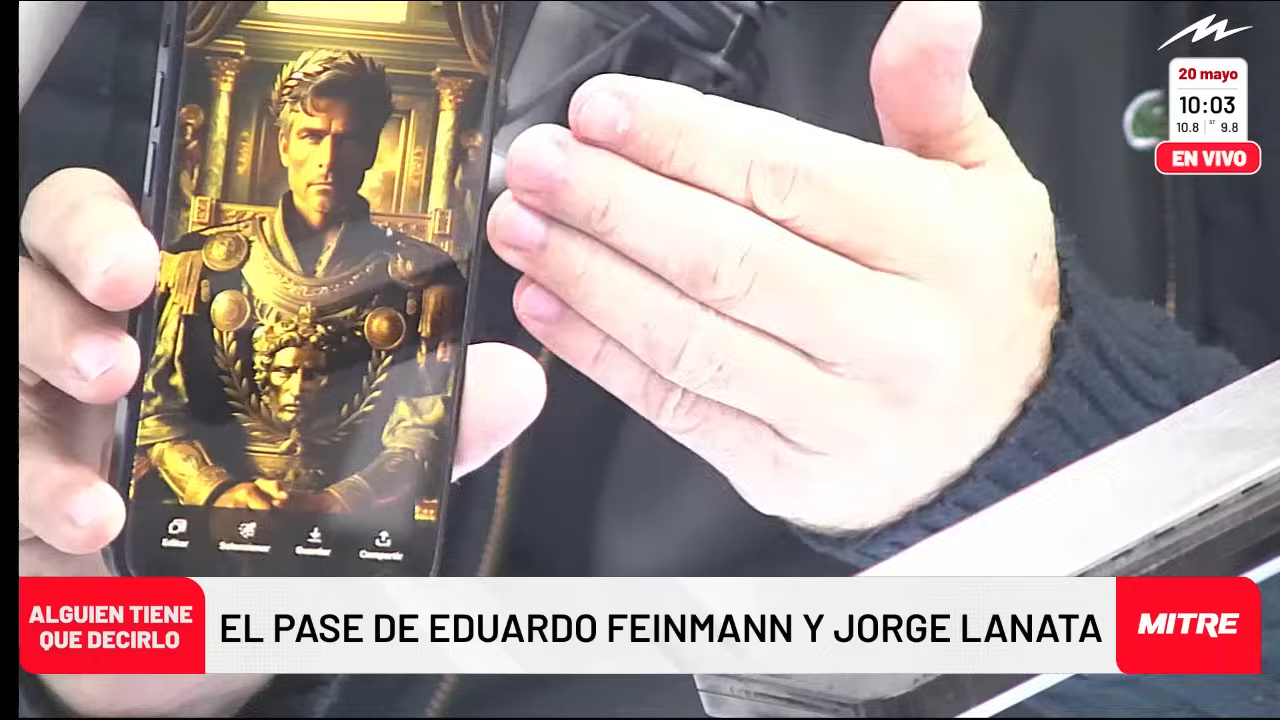 20 mayo
10:03
10.8 ST 9.8
EN VIVO
Guardar
Compartir
ALGUIEN TIENE
QUE DECIRLO
EL PASE DE EDUARDO FEINMANN Y JORGE LANATA
MITRE